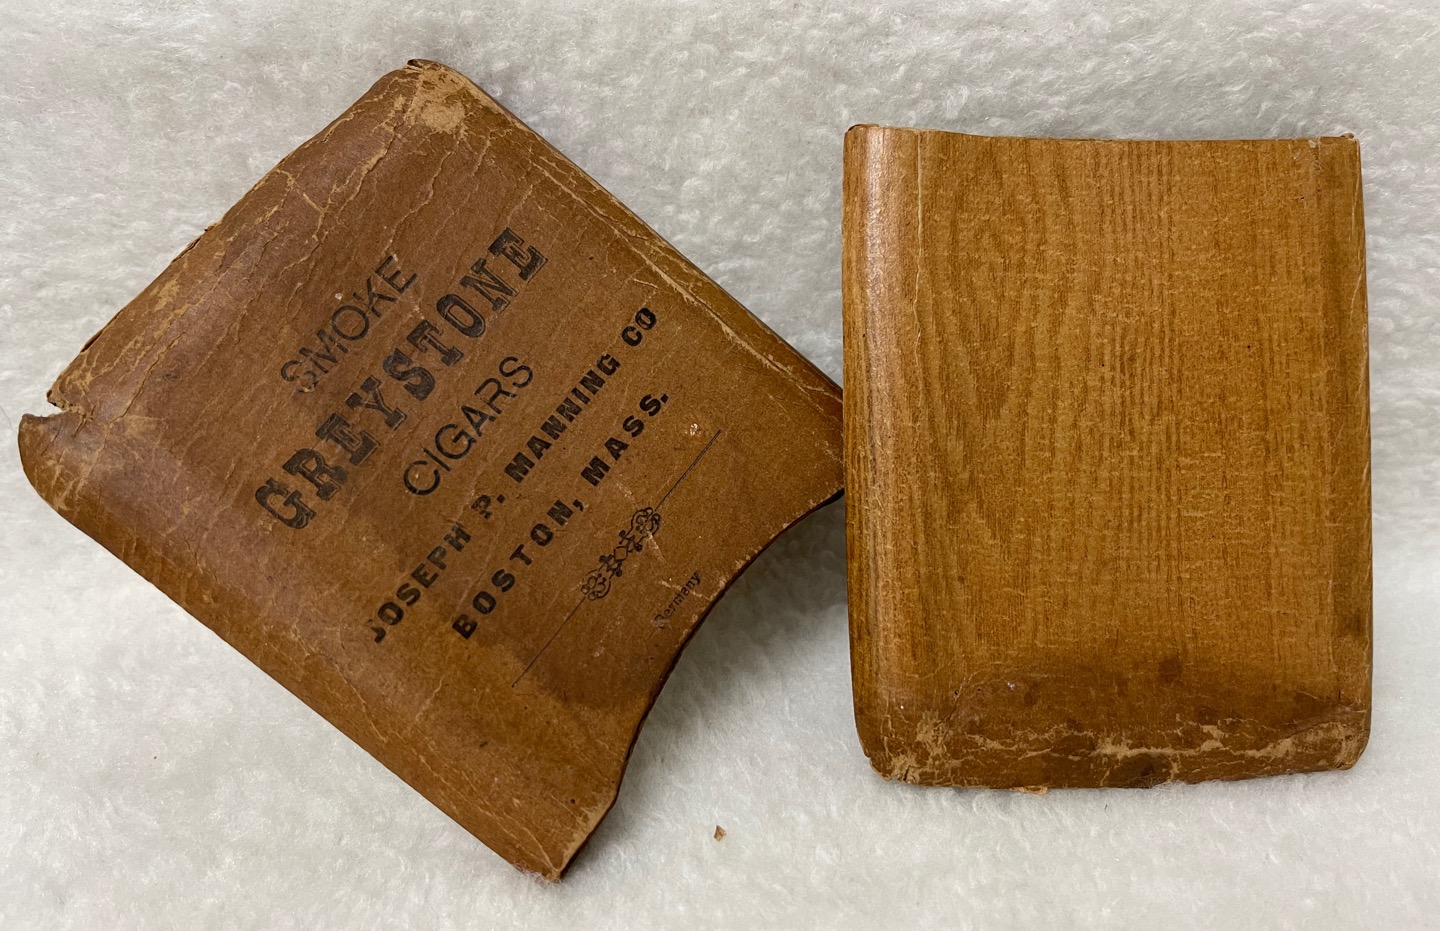 SMOKE
GREYSTONE
CIGARS
JOSEPH P. MANNING CO
BOSTON, MASS.
Germany